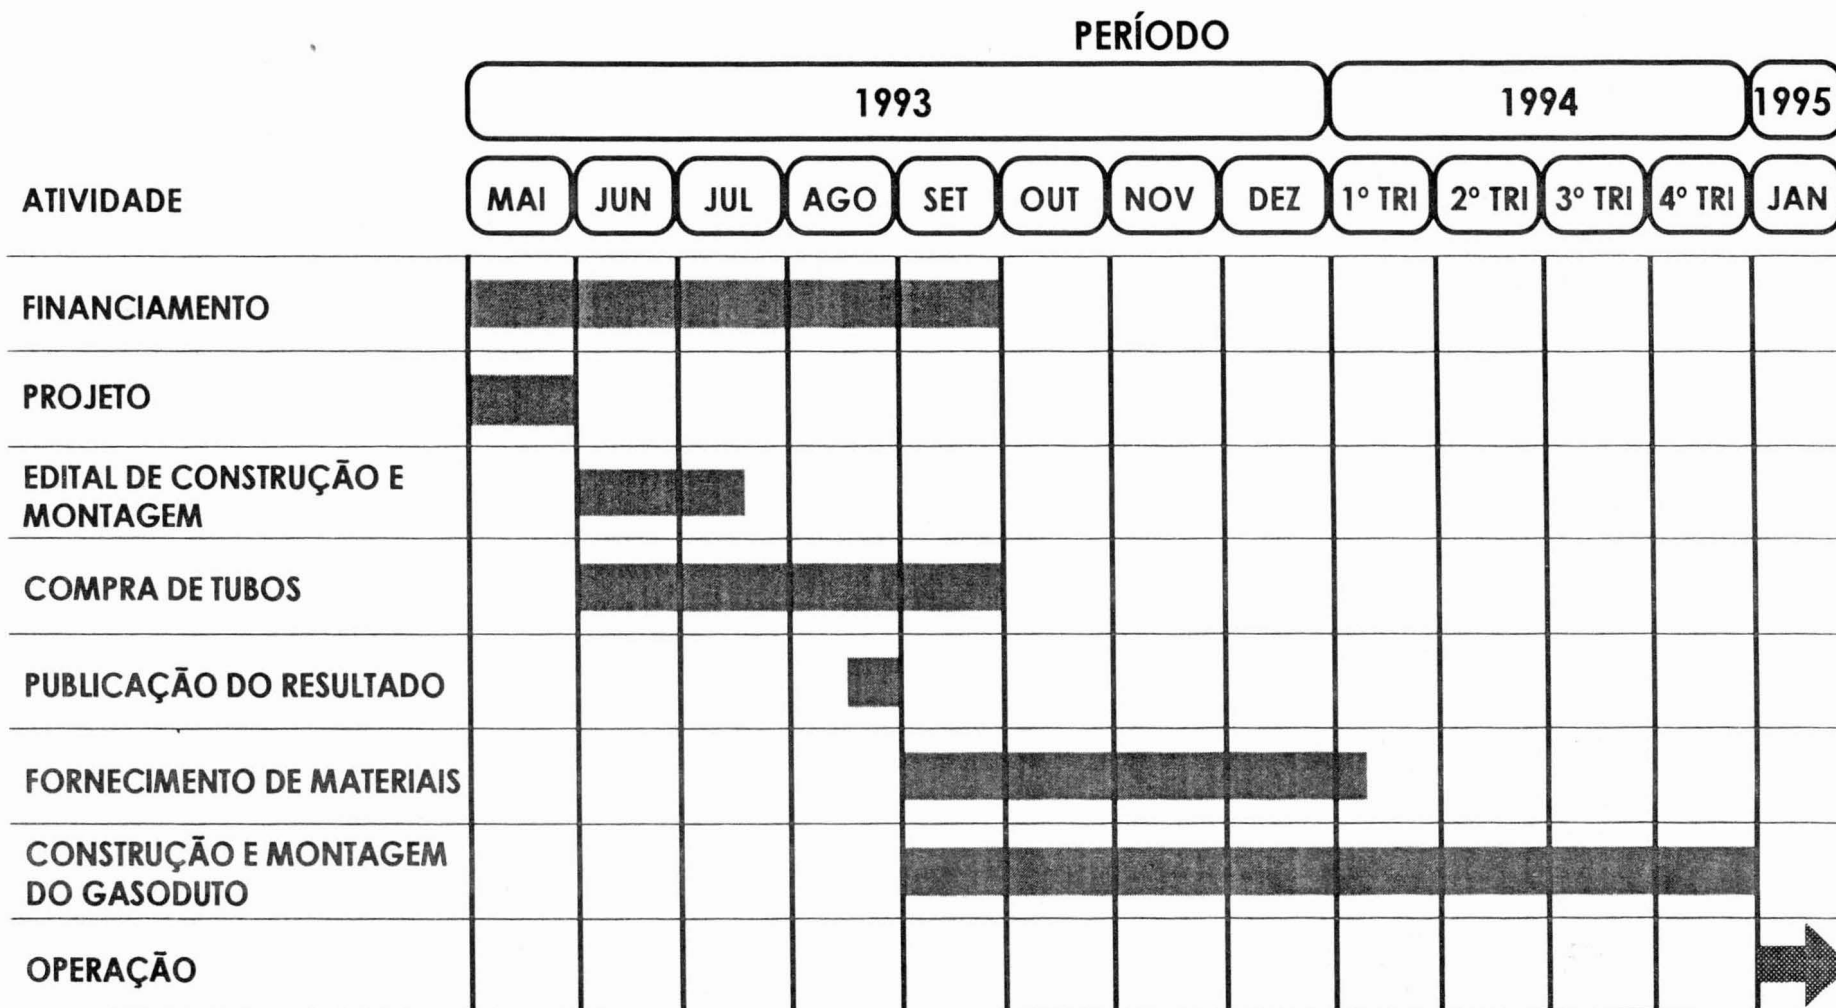 PERÍODO
1993 1994 1995
ATIVIDADE MAI JUN JUL AGO SET OUT NOV DEZ 1º TRI 2º TRI 3º TRI 4º TRI JAN
FINANCIAMENTO
PROJETO
EDITAL DE CONSTRUÇÃO E
MONTAGEM
COMPRA DE TUBOS
PUBLICAÇÃO DO RESULTADO
FORNECIMENTO DE MATERIAIS
CONSTRUÇÃO E MONTAGEM
DO GASODUTO
OPERAÇÃO